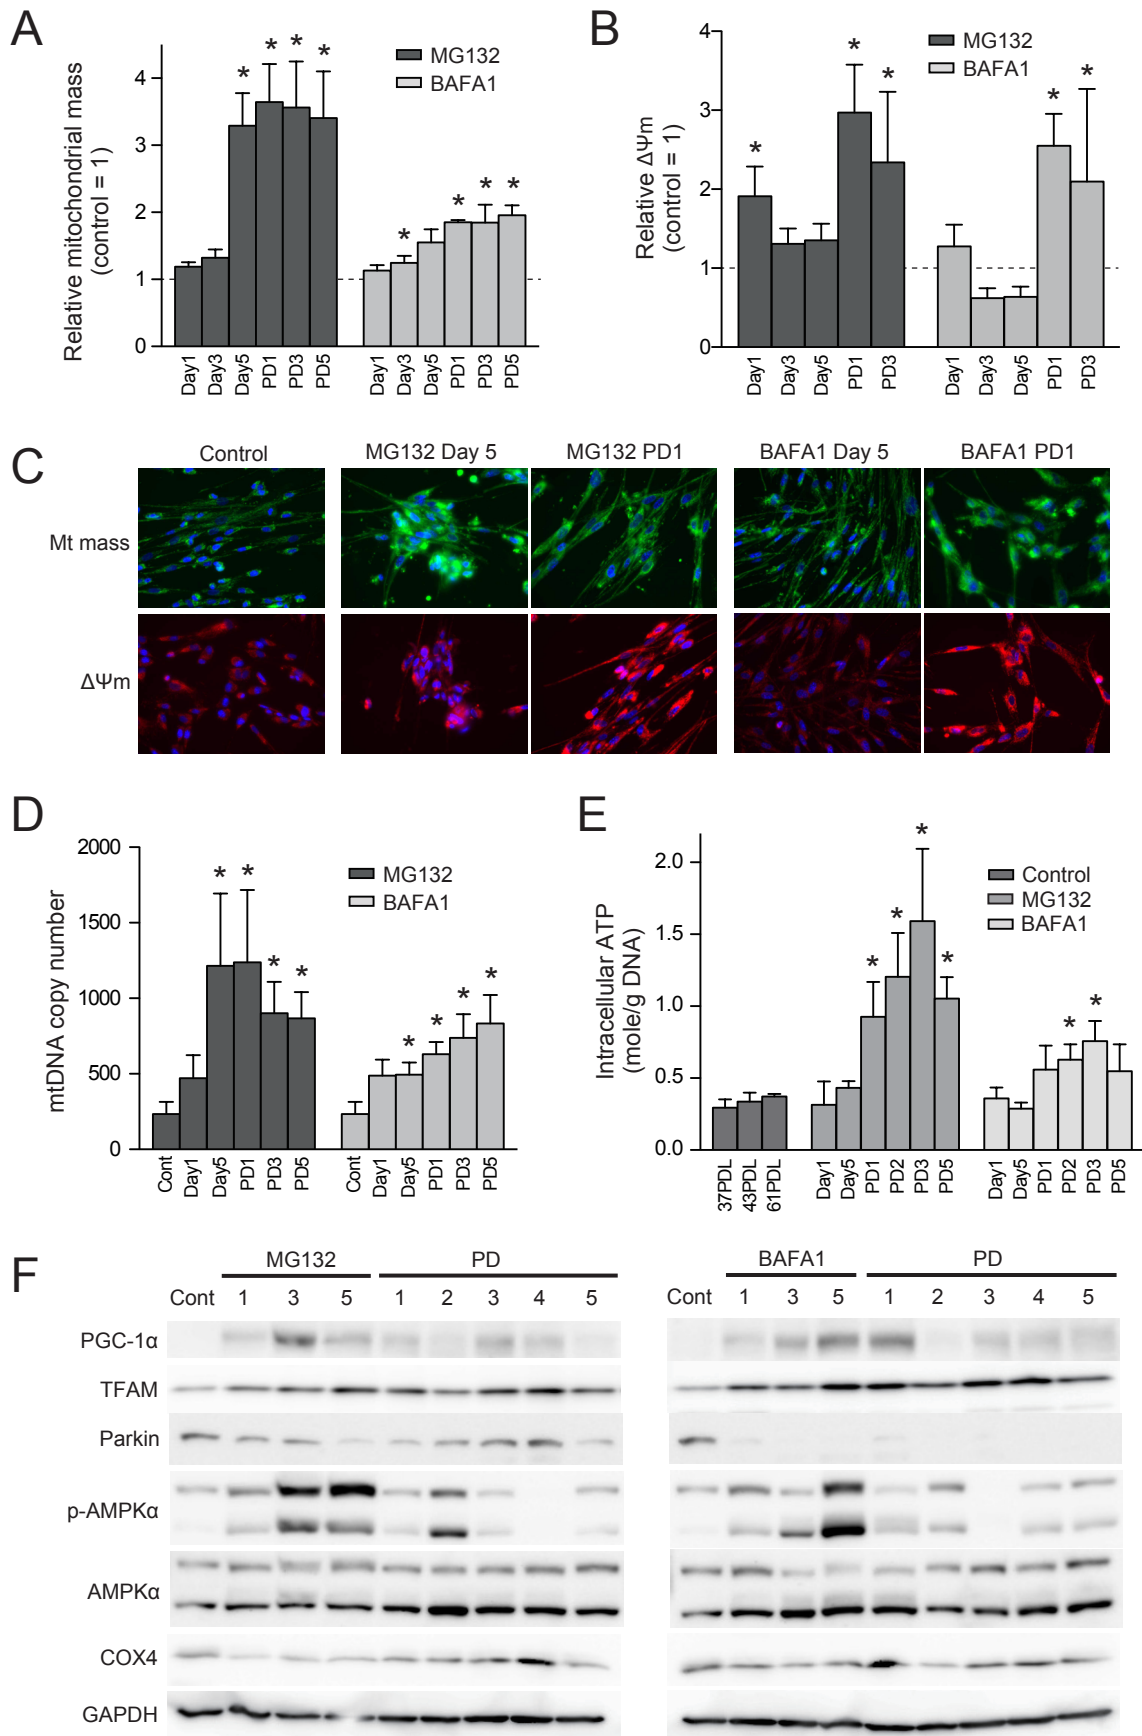 A
Relative mitochondrial mass
(control = 1)
4
3
2
1
0
MG132
BAFA1
* * * *
* * * *
Day1 Day3 Day5 PD1 PD3 PD5 Day1 Day3 Day5 PD1 PD3 PD5
B
Relative ΔΨm
(control = 1)
4
3
2
1
0
MG132
BAFA1
* * * * *
Day1 Day3 Day5 PD1 PD3 Day1 Day3 Day5 PD1 PD3
C
Control MG132 Day 5 MG132 PD1 BAFA1 Day 5 BAFA1 PD1
Mt mass
ΔΨm
D
mtDNA copy number
2000
1500
1000
500
0
MG132
BAFA1
* * * *
* * * *
Cont Day1 Day5 PD1 PD3 PD5 Cont Day1 Day5 PD1 PD3 PD5
E
Intracellular ATP
(mole/g DNA)
2.0
1.5
1.0
0.5
0.0
Control
MG132
BAFA1
* * * *
* *
37PDL 43PDL 61PDL Day1 Day5 PD1 PD2 PD3 PD5 Day1 Day5 PD1 PD2 PD3 PD5
F
MG132 PD BAFA1 PD
Cont 1 3 5 1 2 3 4 5 Cont 1 3 5 1 2 3 4 5
PGC-1α
TFAM
Parkin
p-AMPKα
AMPKα
COX4
GAPDH